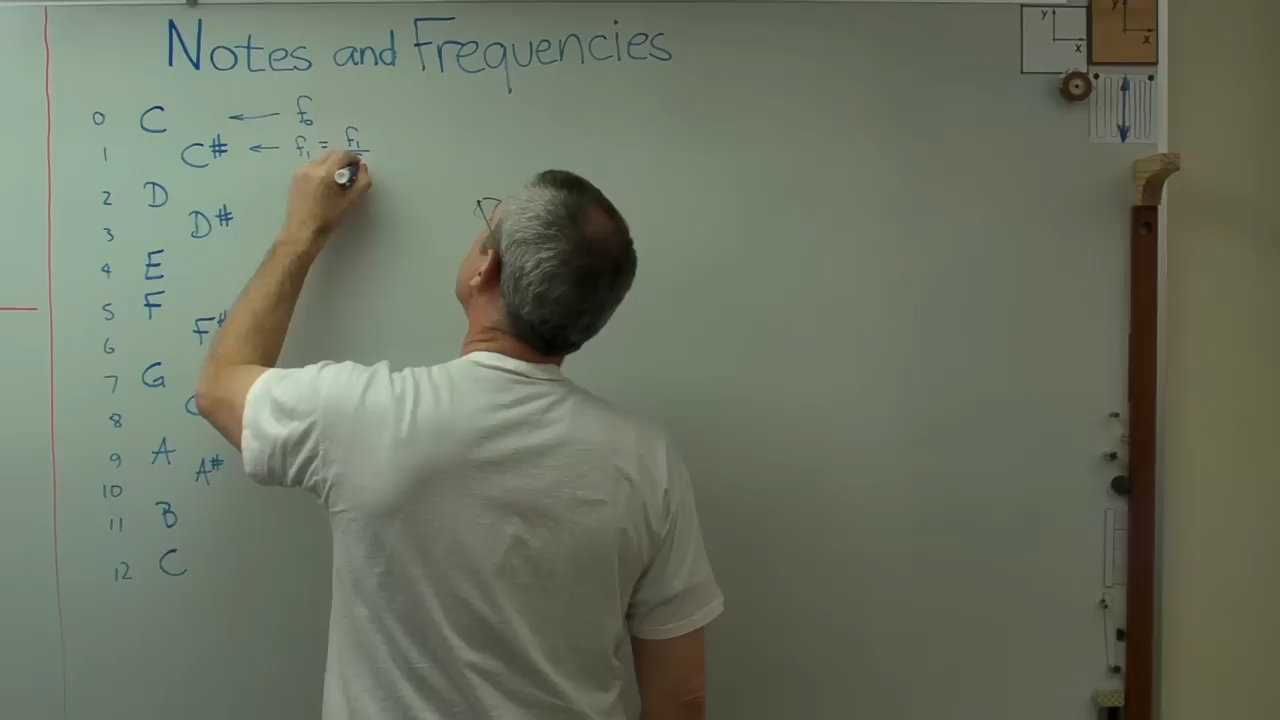 Notes and Frequencies
0 C ← f₀
1 C# ← f₁ = f₁
2 D
3 D#
4 E
5 F
6 F#
7 G
8
9 A
10 A#
11 B
12 C
y x
y x